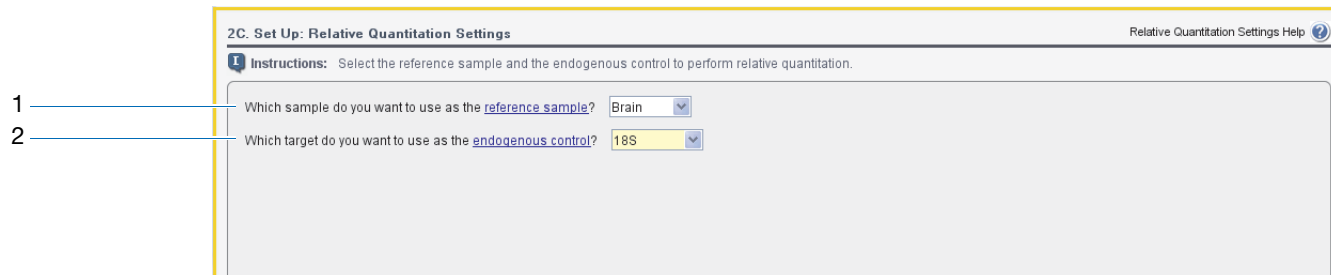 2C. Set Up: Relative Quantitation Settings
Relative Quantitation Settings Help ?
I Instructions: Select the reference sample and the endogenous control to perform relative quantitation.
1 Which sample do you want to use as the reference sample? Brain
2 Which target do you want to use as the endogenous control? 18S